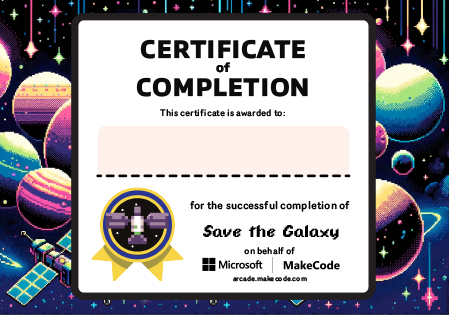 CERTIFICATE
of
COMPLETION
This certificate is awarded to:
for the successful completion of
Save the Galaxy
on behalf of
Microsoft | MakeCode
arcade.makecode.com